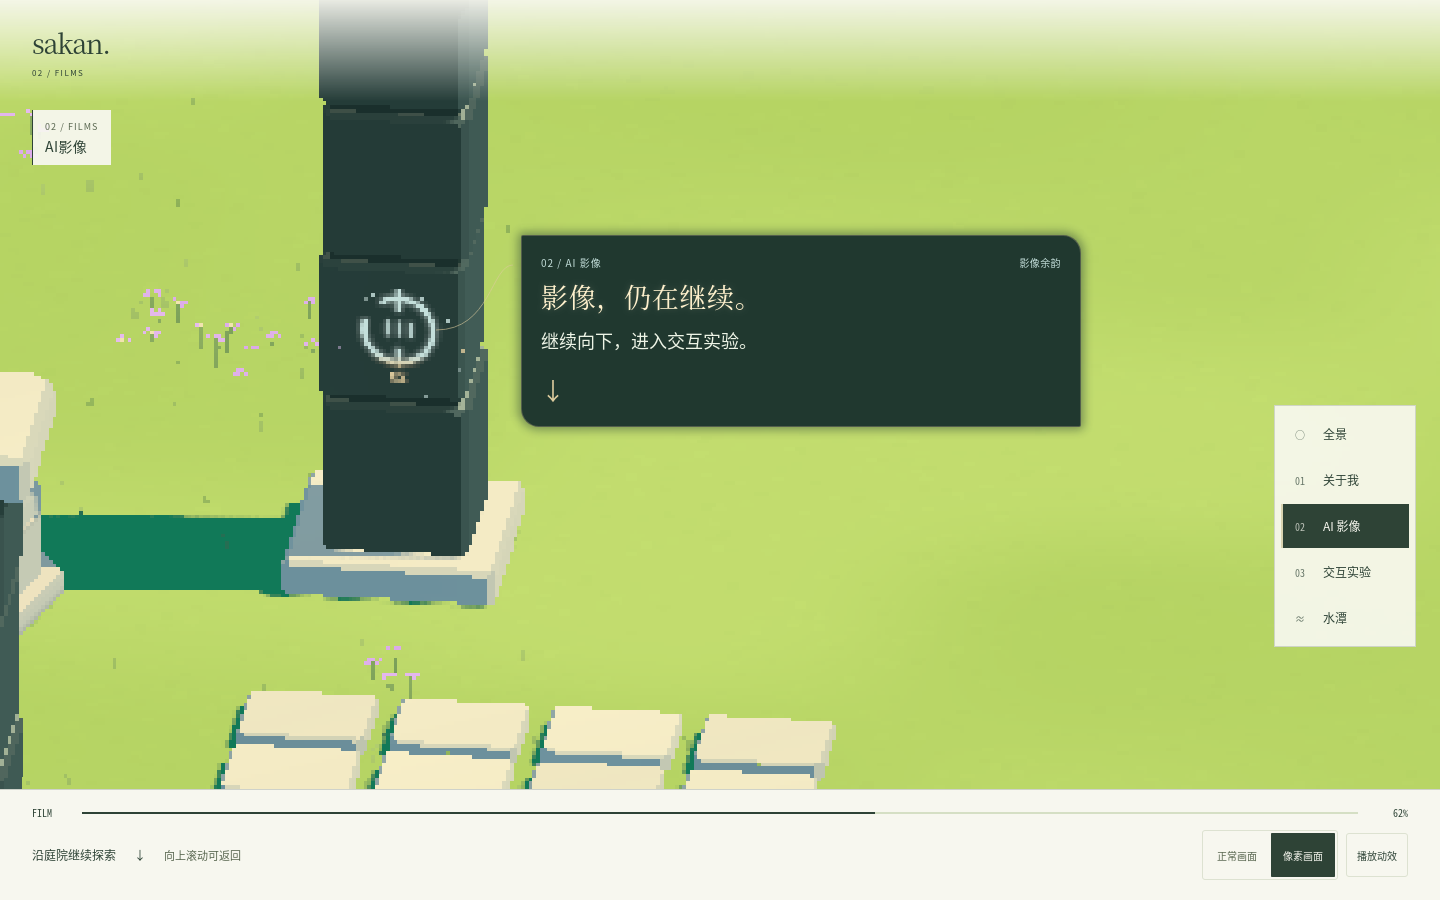 sakan.
02 / FILMS
02 / FILMS
AI影像
02 / AI 影像
影像余韵
影像，仍在继续。
继续向下，进入交互实验。
↓
全景
01 关于我
02 AI 影像
03 交互实验
≈ 水潭
FILM
62%
沿庭院继续探索 ↓ 向上滚动可返回
正常画面 像素画面 播放动效